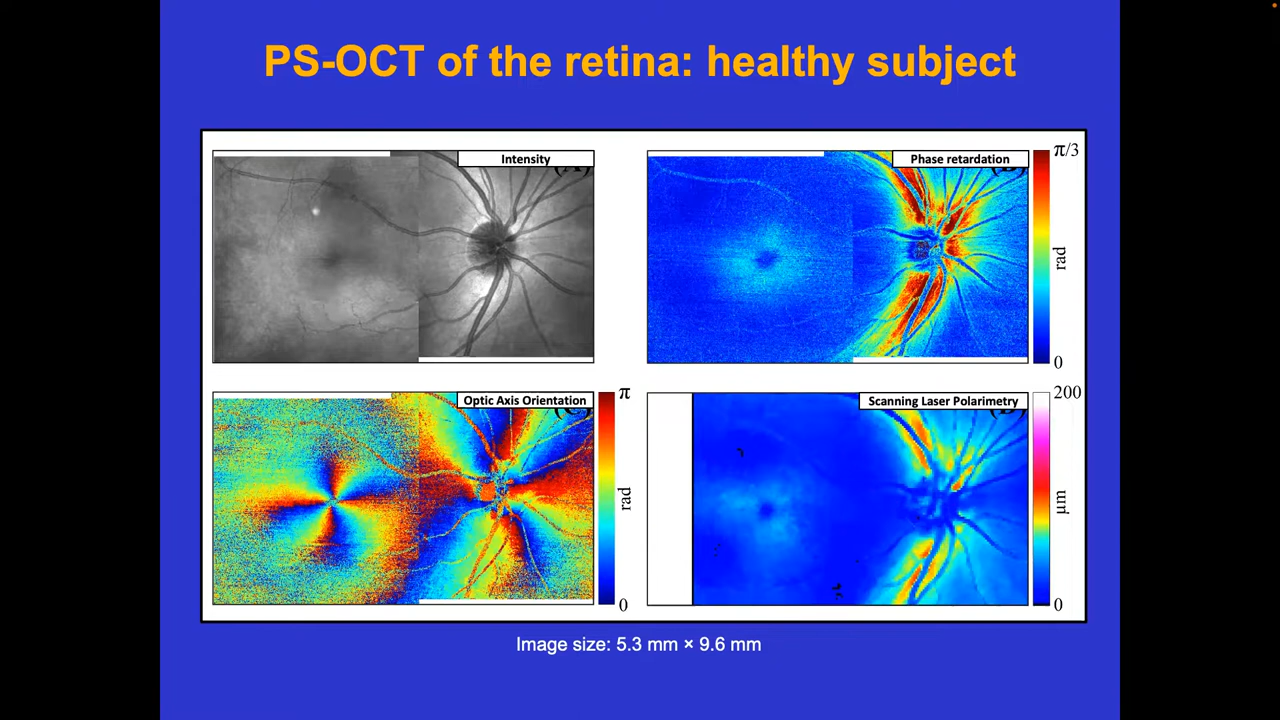 PS-OCT of the retina: healthy subject
Intensity
Phase retardation
π/3
rad
0
Optic Axis Orientation
π
rad
0
Scanning Laser Polarimetry
200
μm
0
Image size: 5.3 mm × 9.6 mm